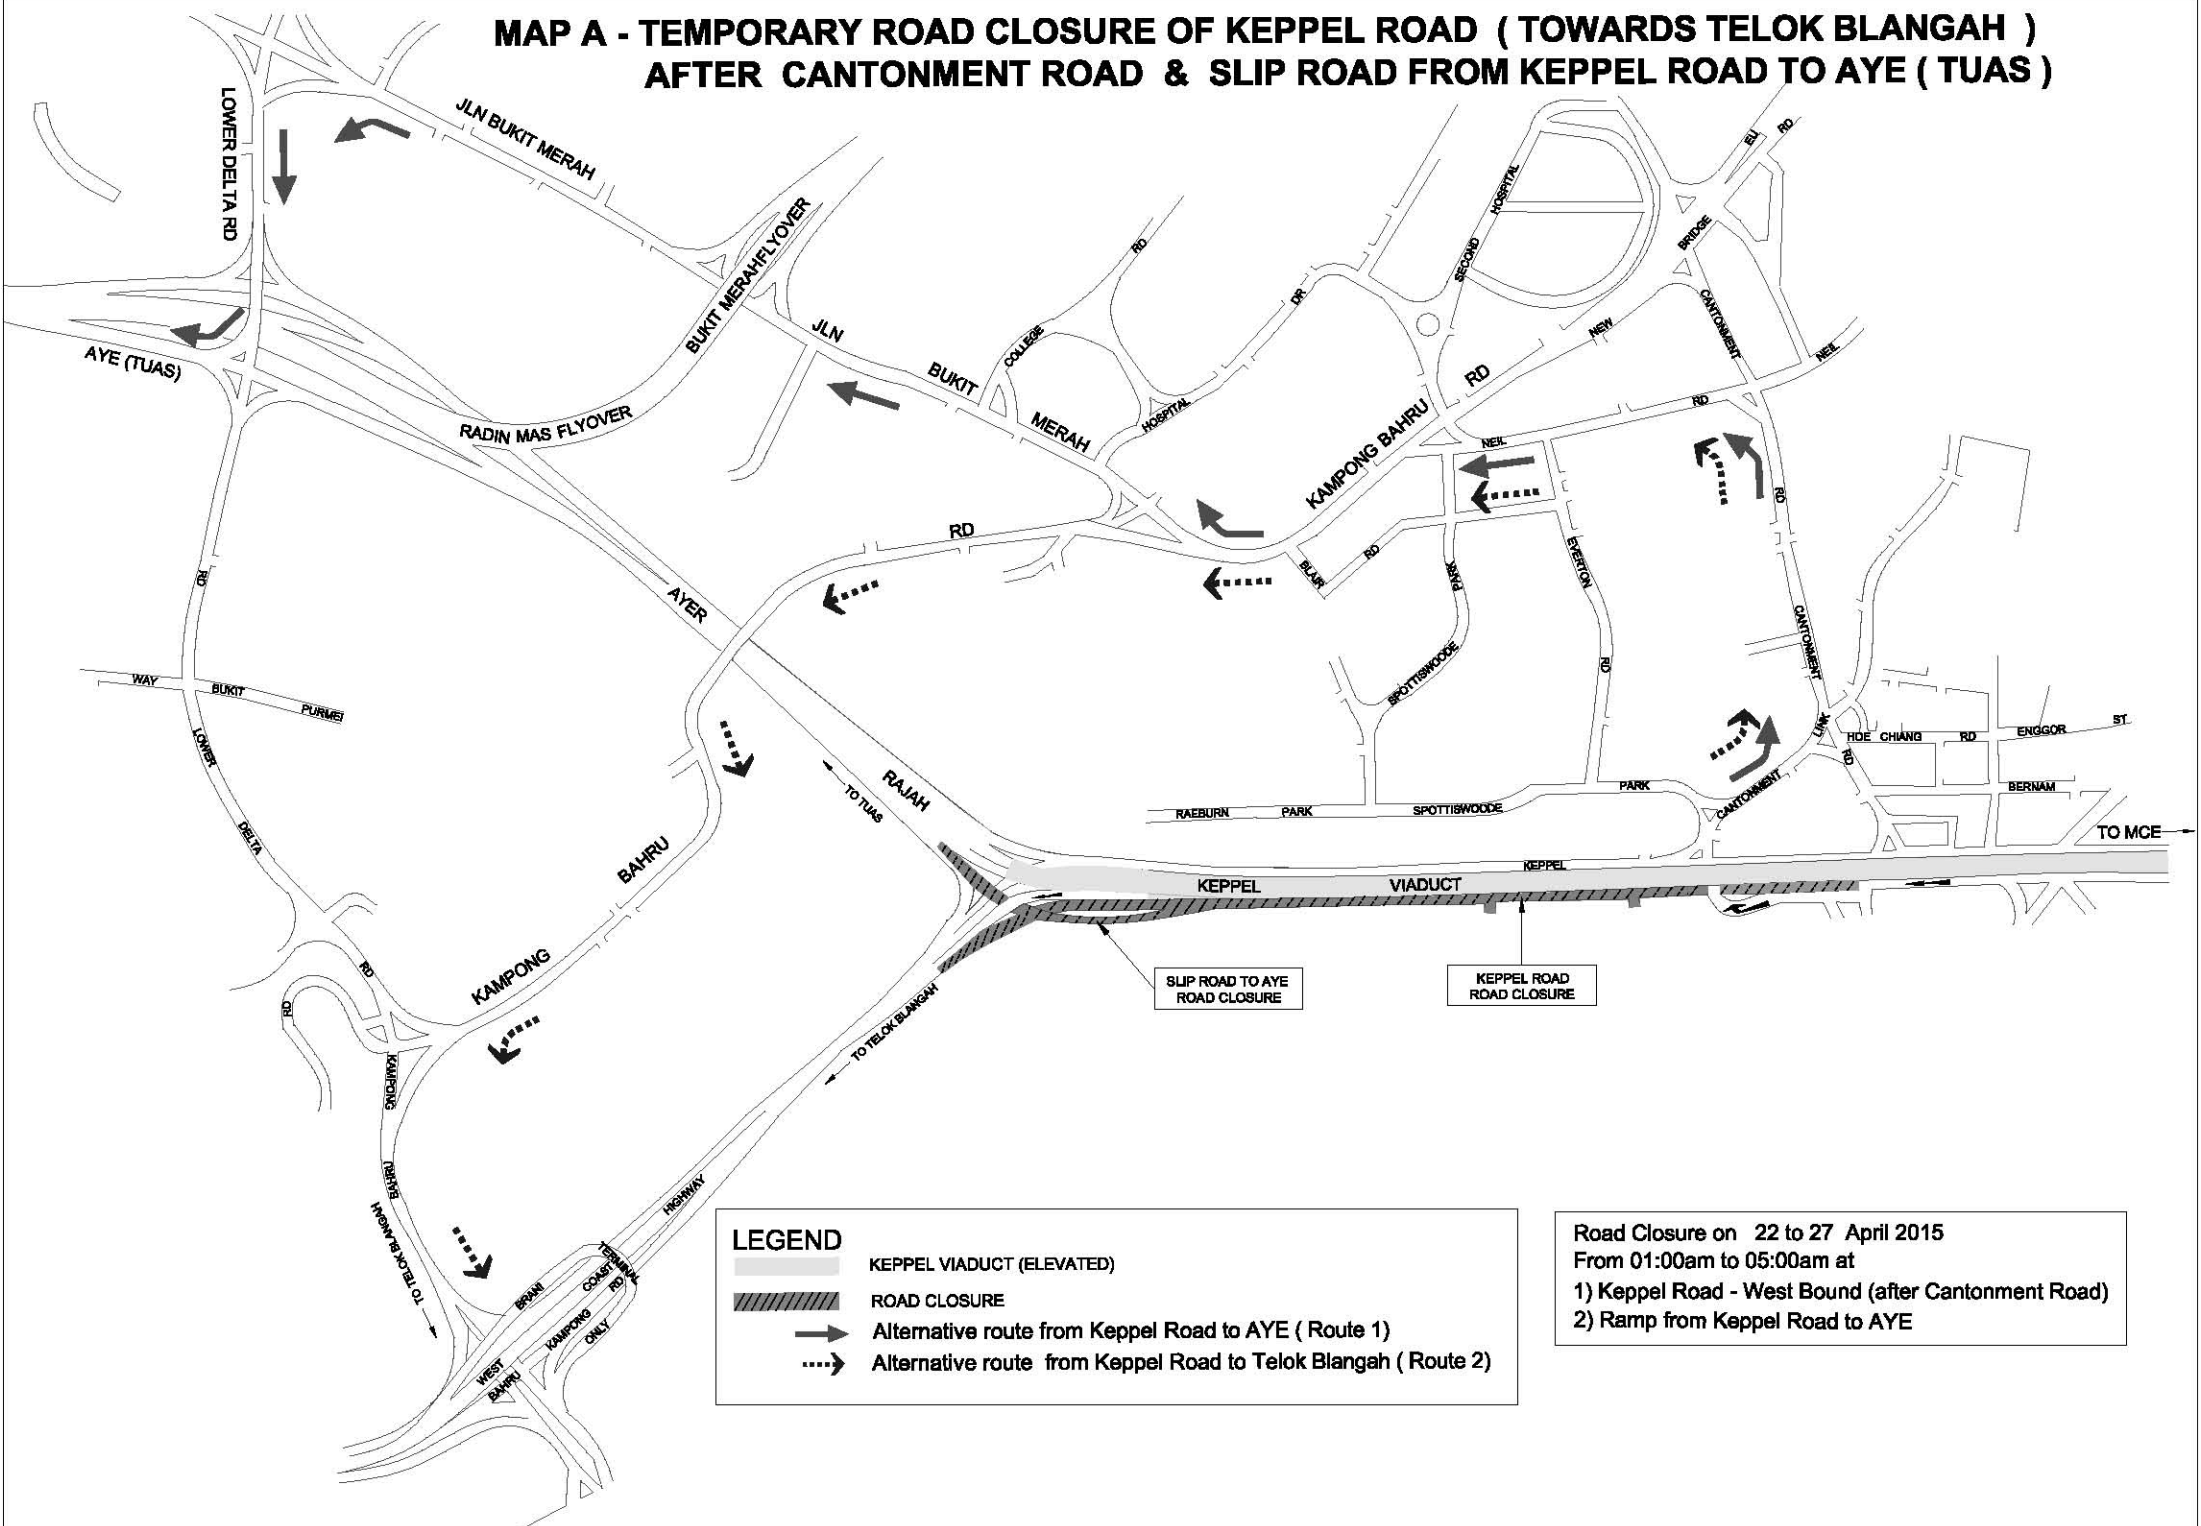 MAP A - TEMPORARY ROAD CLOSURE OF KEPPEL ROAD ( TOWARDS TELOK BLANGAH )
AFTER CANTONMENT ROAD & SLIP ROAD FROM KEPPEL ROAD TO AYE ( TUAS )
LOWER DELTA RD
JLN BUKIT MERAH
BUKIT MERAHFLYOVER
RADIN MAS FLYOVER
AYE (TUAS)
JLN
BUKIT
MERAH
COLLEGE
RD
HOSPITAL
DR
SECOND
HOSPITAL
EU
RD
BRIDGE
NEW
CANTONMENT
RD
NEIL
RD
NEIL
KAMPONG BAHRU
RD
RD
BLAIR
RD
PARK
SPOTTISWOODE
EVERTON
RD
CANTONMENT
LINK
CANTONMENT
RD
HOE CHIANG
RD
ENGGOR
ST
BERNAM
TO MCE
RD
WAY
BUKIT
PURMEI
LOWER
DELTA
RD
RD
AYER
RAJAH
TO TUAS
RAEBURN
PARK
SPOTTISWOODE
PARK
KEPPEL
KEPPEL
VIADUCT
BAHRU
KAMPONG
KAMPONG
BAHRU
TO TELOK BLANGAH
TO TELOK BLANGAH
SLIP ROAD TO AYE
ROAD CLOSURE
KEPPEL ROAD
ROAD CLOSURE
HIGHWAY
TERMINAL
COAST
RD
BRANI
KAMPONG
ONLY
WEST
BAHRU
LEGEND
KEPPEL VIADUCT (ELEVATED)
ROAD CLOSURE
Alternative route from Keppel Road to AYE ( Route 1)
Alternative route from Keppel Road to Telok Blangah ( Route 2)
Road Closure on 22 to 27 April 2015
From 01:00am to 05:00am at
1) Keppel Road - West Bound (after Cantonment Road)
2) Ramp from Keppel Road to AYE